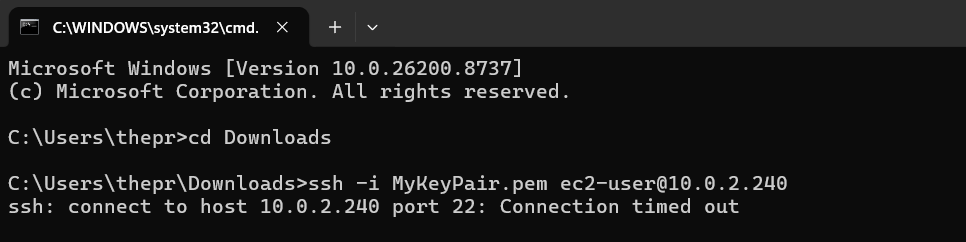 C:\WINDOWS\system32\cmd.
Microsoft Windows [Version 10.0.26200.8737]
(c) Microsoft Corporation. All rights reserved.
C:\Users\thepr>cd Downloads
C:\Users\thepr\Downloads>ssh -i MyKeyPair.pem ec2-user@10.0.2.240
ssh: connect to host 10.0.2.240 port 22: Connection timed out